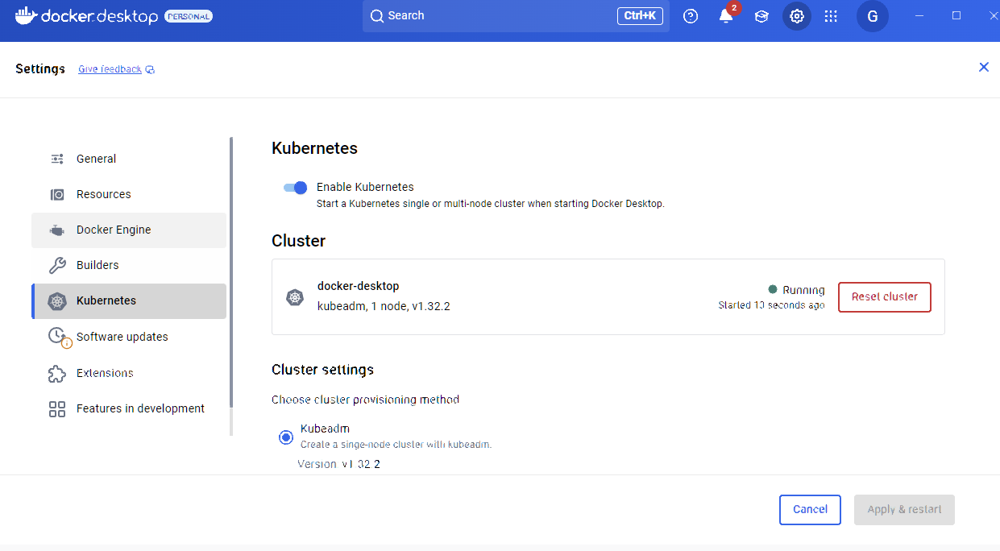 docker.desktop PERSONAL
Search
Ctrl+K
2
G
Settings Give feedback
General
Resources
Docker Engine
Builders
Kubernetes
Software updates
Extensions
Features in development
Kubernetes
Enable Kubernetes
Start a Kubernetes single or multi-node cluster when starting Docker Desktop.
Cluster
docker-desktop
kubeadm, 1 node, v1.32.2
Running
Started 10 seconds ago
Reset cluster
Cluster settings
Choose cluster provisioning method
Kubeadm
Create a singe-node cluster with kubeadm.
Version v1.32.2
Cancel
Apply & restart